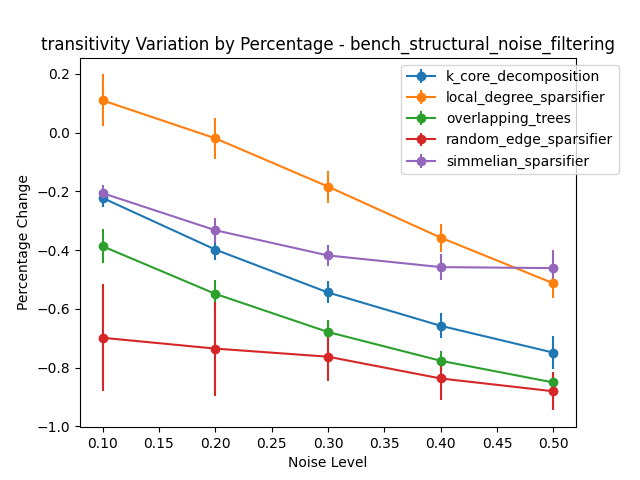 transitivity Variation by Percentage - bench_structural_noise_filtering
k_core_decomposition
local_degree_sparsifier
overlapping_trees
random_edge_sparsifier
simmelian_sparsifier
Percentage Change
0.2
0.0
−0.2
−0.4
−0.6
−0.8
−1.0
0.10 0.15 0.20 0.25 0.30 0.35 0.40 0.45 0.50
Noise Level